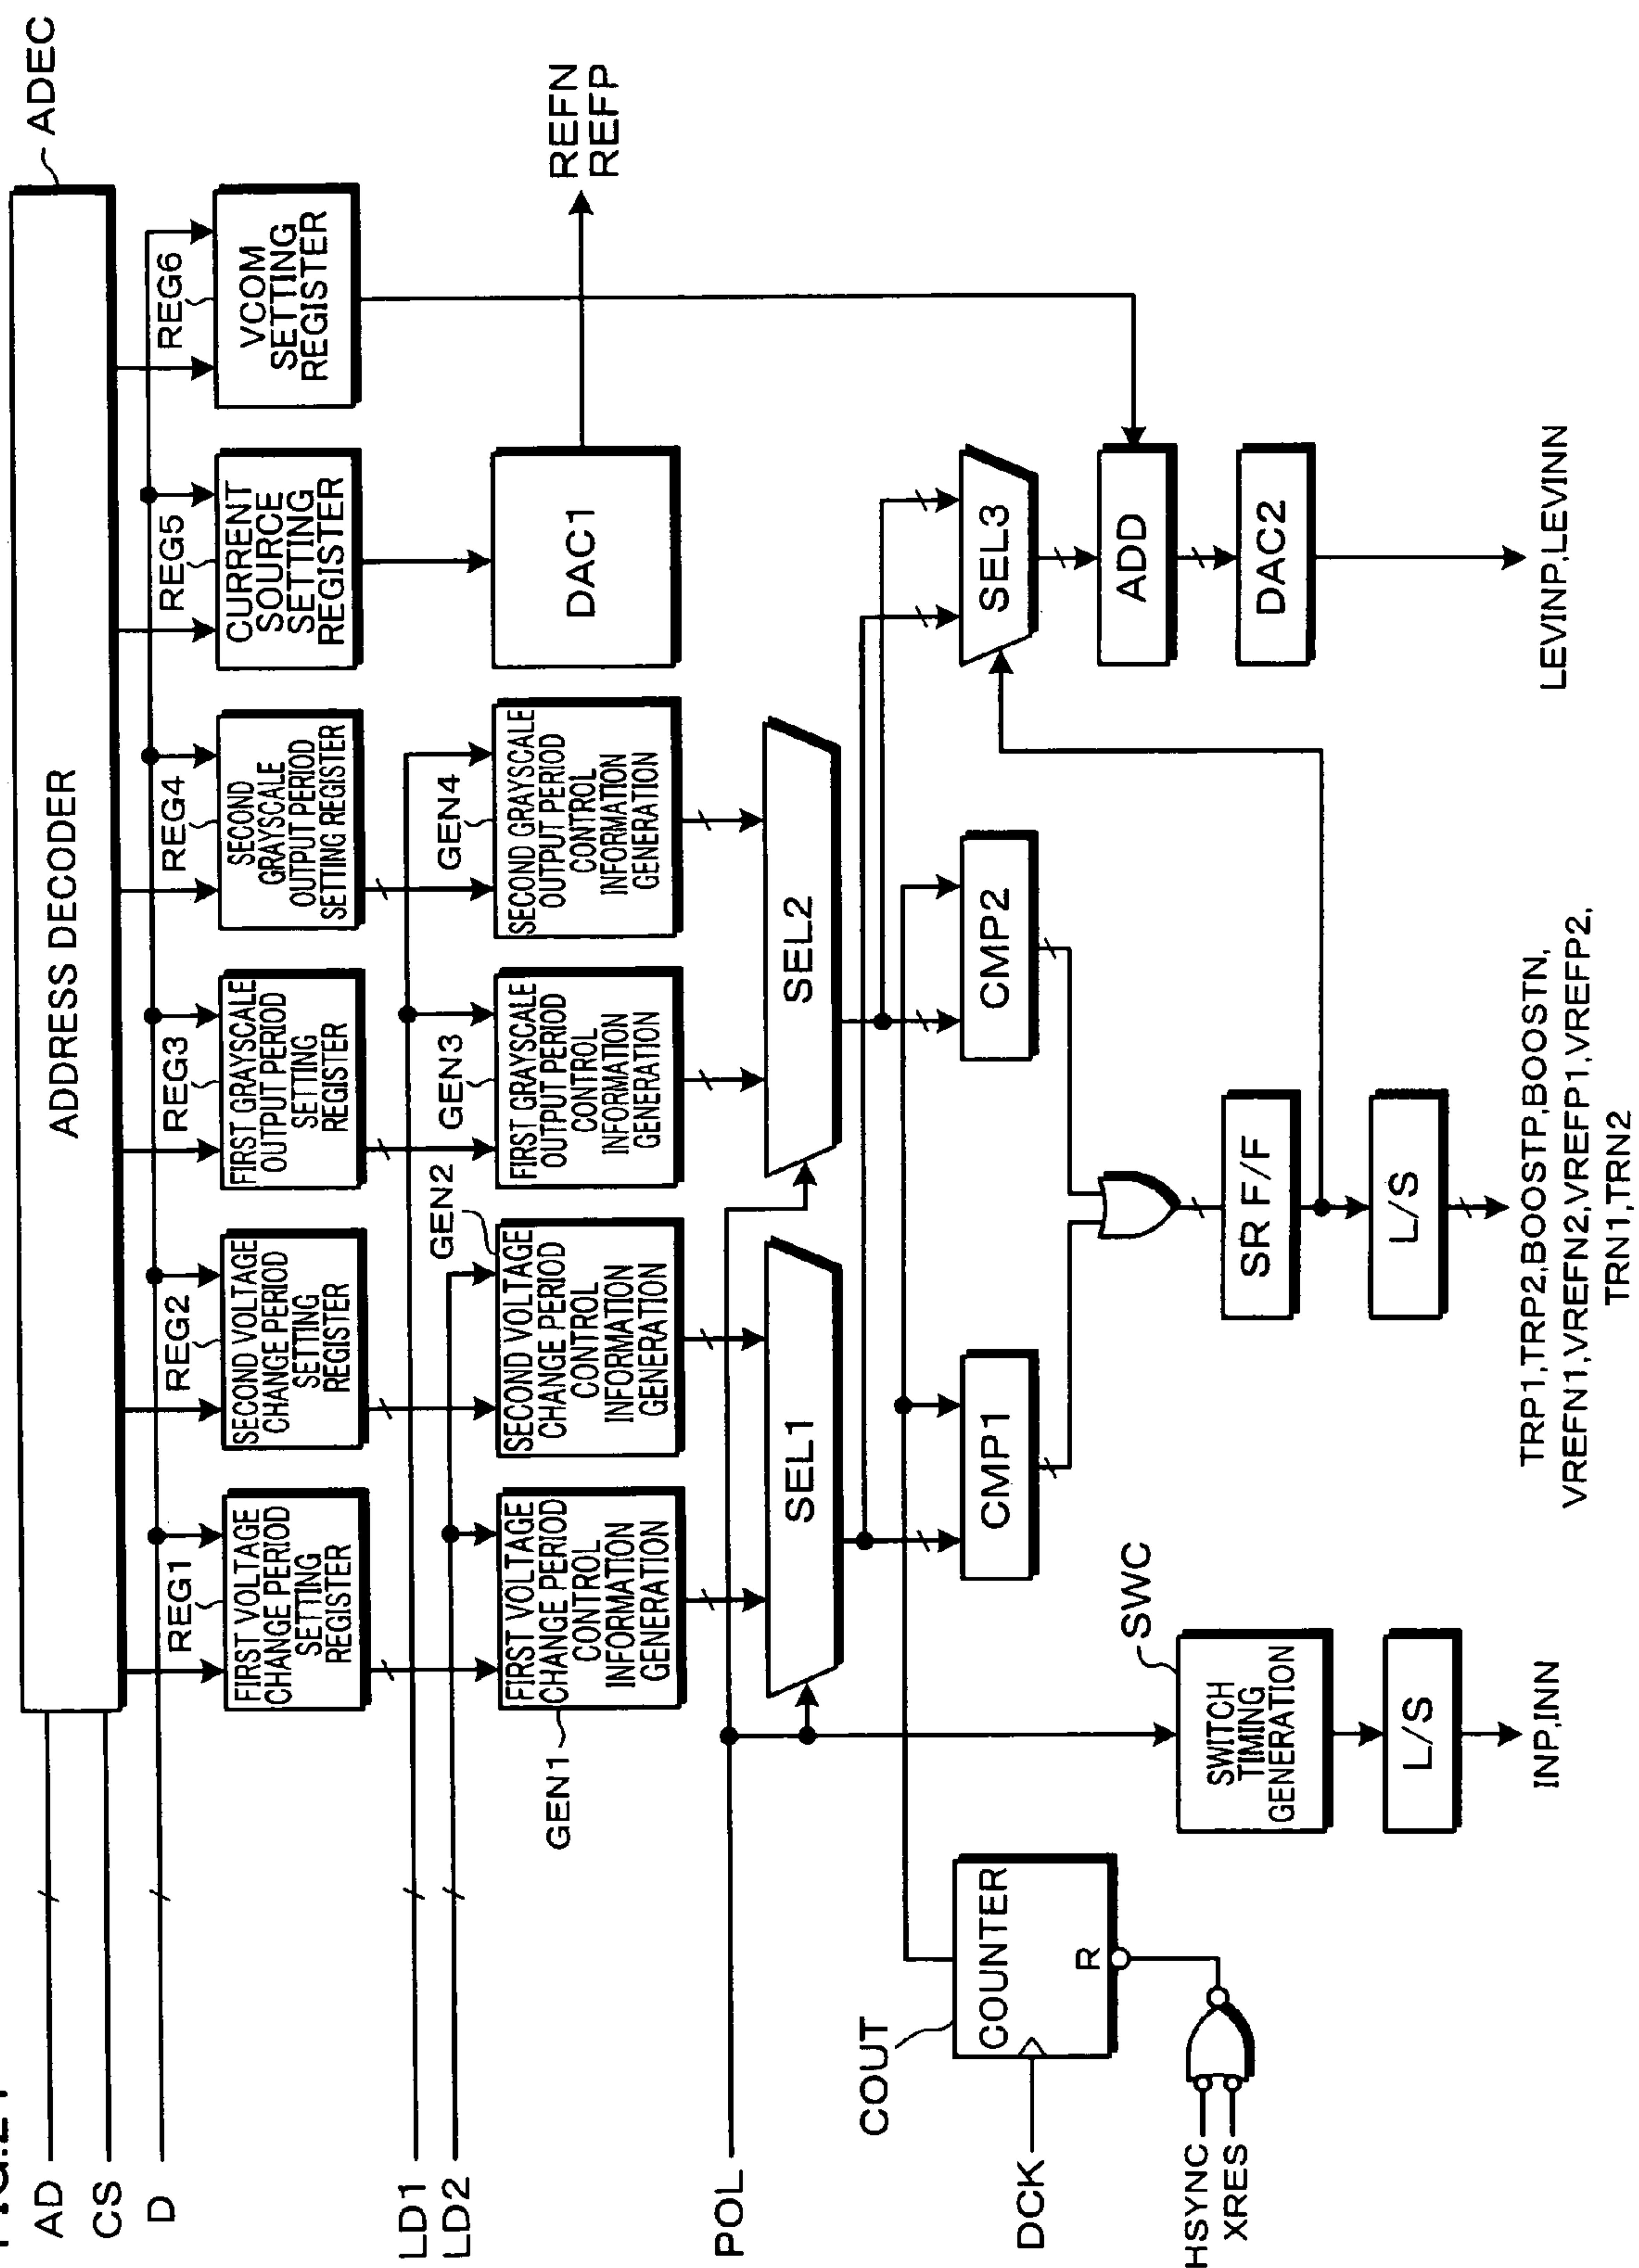 AD
CS
D
LD1
LD2
POL
DCK
HSYNC
XRES
ADDRESS DECODER
ADEC
REG1
FIRST VOLTAGE
CHANGE PERIOD
SETTING
REGISTER
REG2
SECOND VOLTAGE
CHANGE PERIOD
SETTING
REGISTER
REG3
FIRST GRAYSCALE
OUTPUT PERIOD
SETTING
REGISTER
REG4
SECOND
GRAYSCALE
OUTPUT PERIOD
SETTING REGISTER
REG5
CURRENT
SOURCE
SETTING
REGISTER
REG6
VCOM
SETTING
REGISTER
GEN1
FIRST VOLTAGE
CHANGE PERIOD
CONTROL
INFORMATION
GENERATION
GEN2
SECOND VOLTAGE
CHANGE PERIOD
CONTROL
INFORMATION
GENERATION
GEN3
FIRST GRAYSCALE
OUTPUT PERIOD
CONTROL
INFORMATION
GENERATION
GEN4
SECOND GRAYSCALE
OUTPUT PERIOD
CONTROL
INFORMATION
GENERATION
DAC1
REFN
REFP
SEL1
SEL2
COUT
COUNTER
R
CMP1
CMP2
SEL3
ADD
DAC2
LEVINP,LEVINN
SWC
SWITCH
TIMING
GENERATION
L/S
INP,INN
SR F/F
L/S
TRP1,TRP2,BOOSTP,BOOSTN,
VREFN1,VREFN2,VREFP1,VREFP2,
TRN1,TRN2